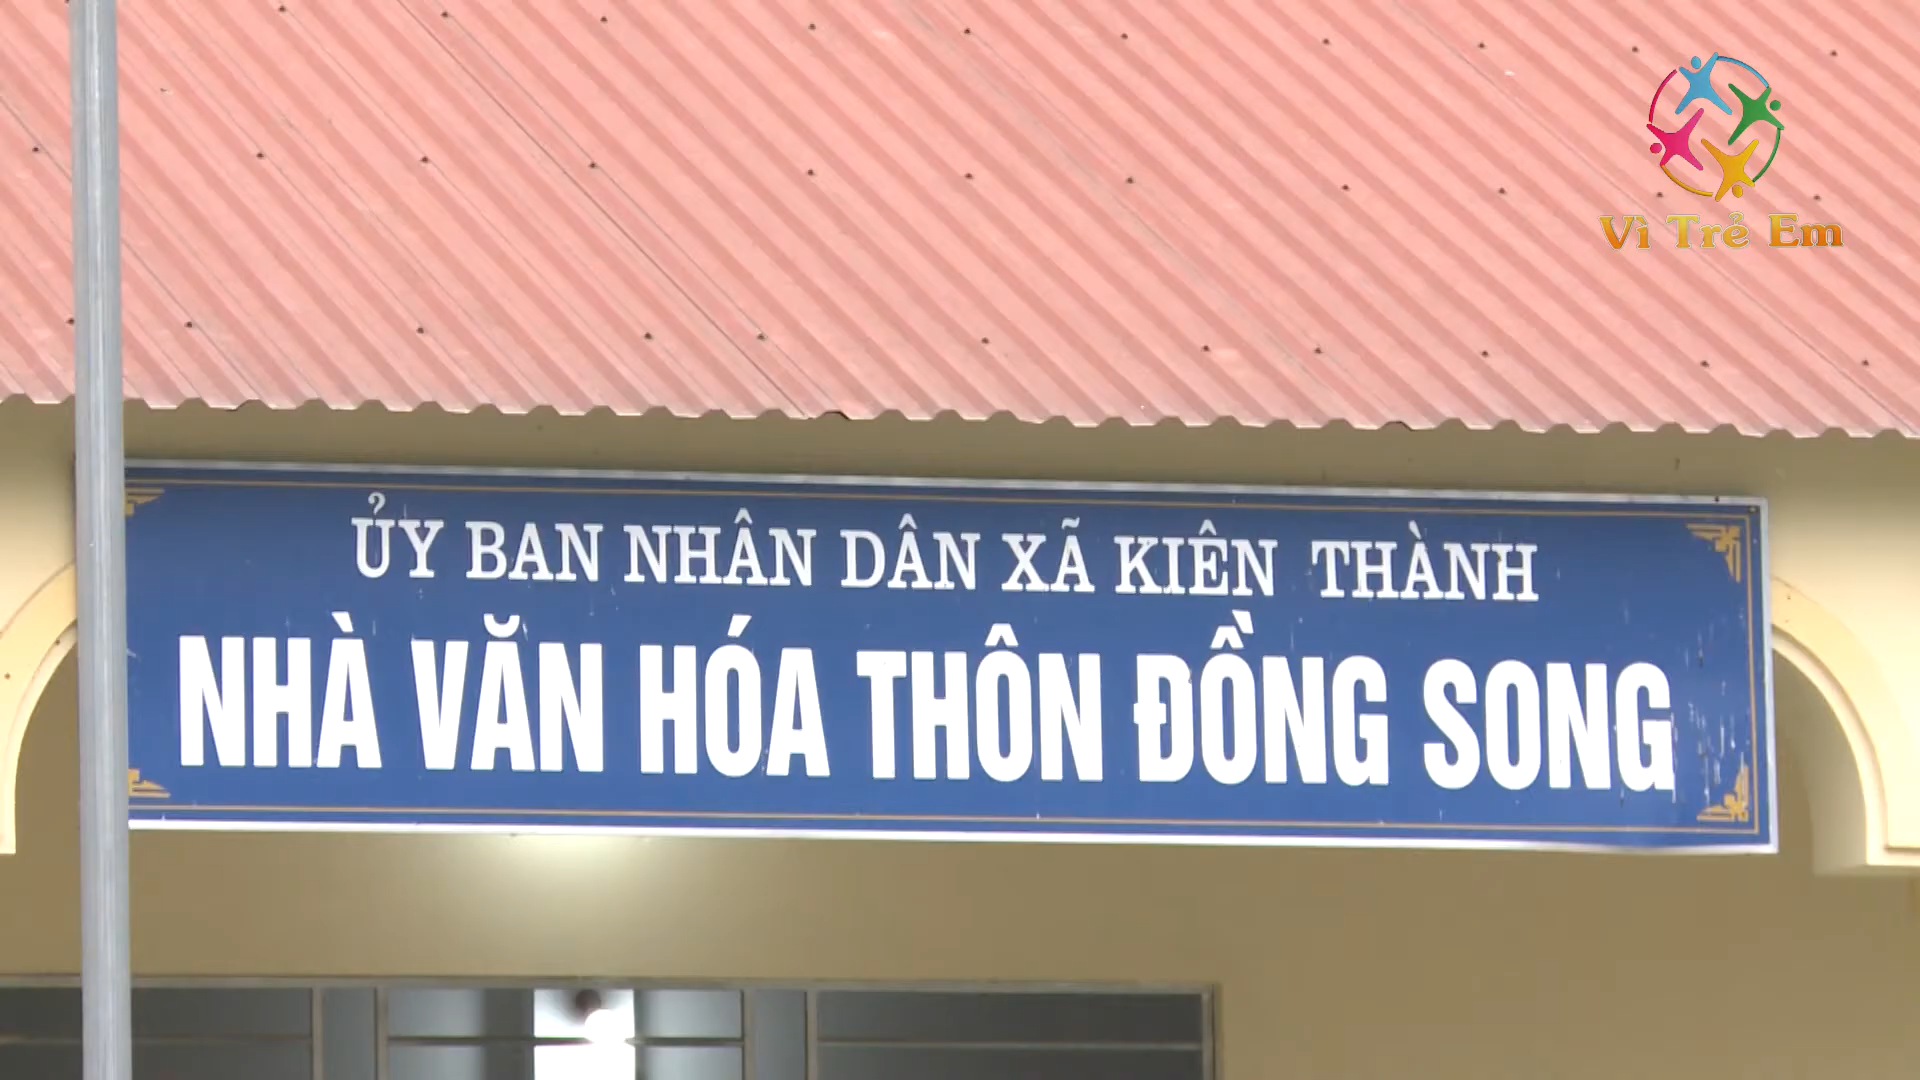 Vì Trẻ Em
ỦY BAN NHÂN DÂN XÃ KIÊN THÀNH
NHÀ VĂN HÓA THÔN ĐỒNG SONG